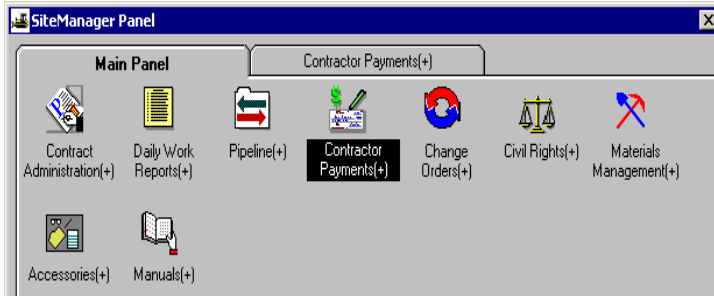 SiteManager Panel
Main Panel
Contractor Payments(+)
Contract Administration(+)
Daily Work Reports(+)
Pipeline(+)
Contractor Payments(+)
Change Orders(+)
Civil Rights(+)
Materials Management(+)
Accessories(+)
Manuals(+)